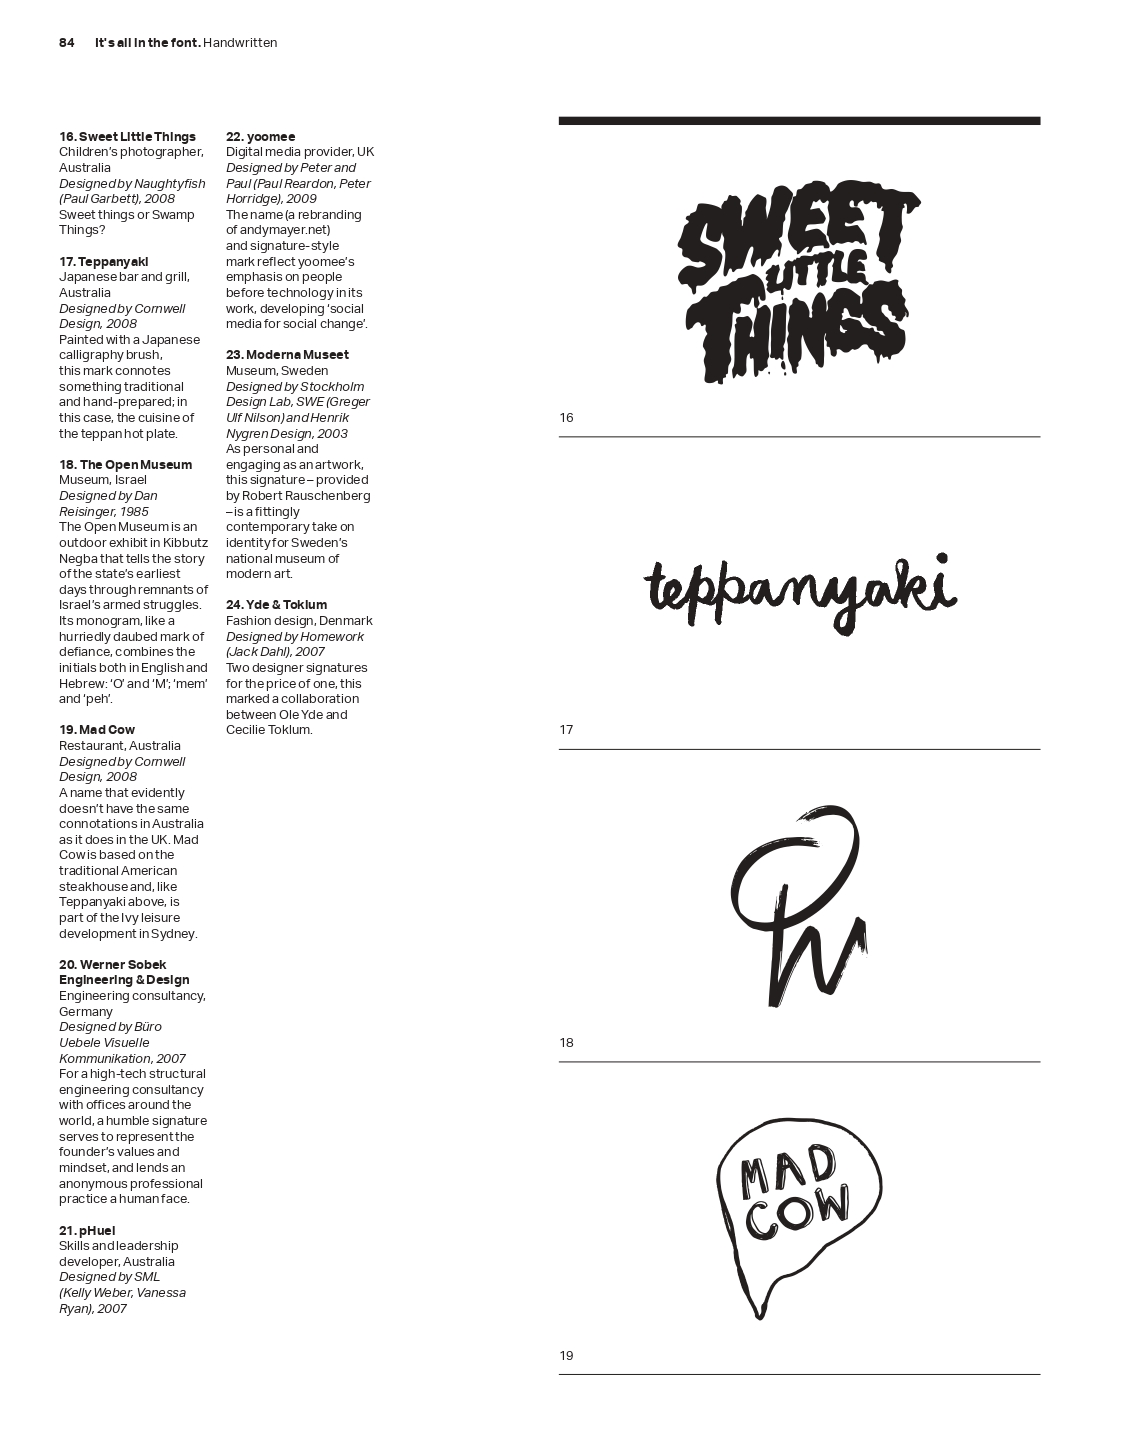 84 It's all in the font. Handwritten
16. Sweet Little Things
Children's photographer,
Australia
Designed by Naughtyfish
(Paul Garbett), 2008
Sweet things or Swamp
Things?
17. Teppanyaki
Japanese bar and grill,
Australia
Designed by Cornwell
Design, 2008
Painted with a Japanese
calligraphy brush,
this mark connotes
something traditional
and hand-prepared; in
this case, the cuisine of
the teppan hot plate.
18. The Open Museum
Museum, Israel
Designed by Dan
Reisinger, 1985
The Open Museum is an
outdoor exhibit in Kibbutz
Negba that tells the story
of the state's earliest
days through remnants of
Israel's armed struggles.
Its monogram, like a
hurriedly daubed mark of
defiance, combines the
initials both in English and
Hebrew: 'O' and 'M'; 'mem'
and 'peh'.
19. Mad Cow
Restaurant, Australia
Designed by Cornwell
Design, 2008
A name that evidently
doesn't have the same
connotations in Australia
as it does in the UK. Mad
Cow is based on the
traditional American
steakhouse and, like
Teppanyaki above, is
part of the Ivy leisure
development in Sydney.
20. Werner Sobek
Engineering & Design
Engineering consultancy,
Germany
Designed by Büro
Uebele Visuelle
Kommunikation, 2007
For a high-tech structural
engineering consultancy
with offices around the
world, a humble signature
serves to represent the
founder's values and
mindset, and lends an
anonymous professional
practice a human face.
21. pHuel
Skills and leadership
developer, Australia
Designed by SML
(Kelly Weber, Vanessa
Ryan), 2007
22. yoomee
Digital media provider, UK
Designed by Peter and
Paul (Paul Reardon, Peter
Horridge), 2009
The name (a rebranding
of andymayer.net)
and signature-style
mark reflect yoomee's
emphasis on people
before technology in its
work, developing 'social
media for social change'.
23. Moderna Museet
Museum, Sweden
Designed by Stockholm
Design Lab, SWE (Greger
Ulf Nilson) and Henrik
Nygren Design, 2003
As personal and
engaging as an artwork,
this signature – provided
by Robert Rauschenberg
– is a fittingly
contemporary take on
identity for Sweden's
national museum of
modern art.
24. Yde & Toklum
Fashion design, Denmark
Designed by Homework
(Jack Dahl), 2007
Two designer signatures
for the price of one, this
marked a collaboration
between Ole Yde and
Cecilie Toklum.
SWEET
LITTLE
THINGS
16
teppanyaki
17
18
MAD
COW
19